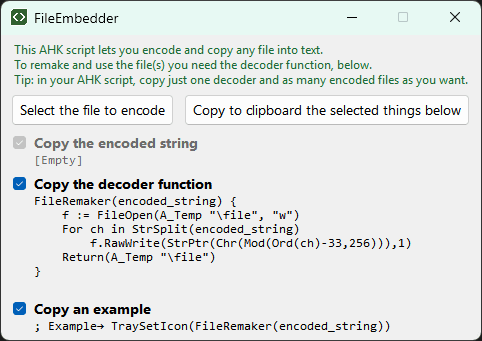 FileEmbedder
This AHK script lets you encode and copy any file into text.
To remake and use the file(s) you need the decoder function, below.
Tip: in your AHK script, copy just one decoder and as many encoded files as you want.
Select the file to encode
Copy to clipboard the selected things below
Copy the encoded string
[Empty]
Copy the decoder function
FileRemaker(encoded_string) {
    f := FileOpen(A_Temp "\file", "w")
    For ch in StrSplit(encoded_string)
        f.RawWrite(StrPtr(Chr(Mod(Ord(ch)-33,256))),1)
    Return(A_Temp "\file")
}
Copy an example
; Example→ TraySetIcon(FileRemaker(encoded_string))